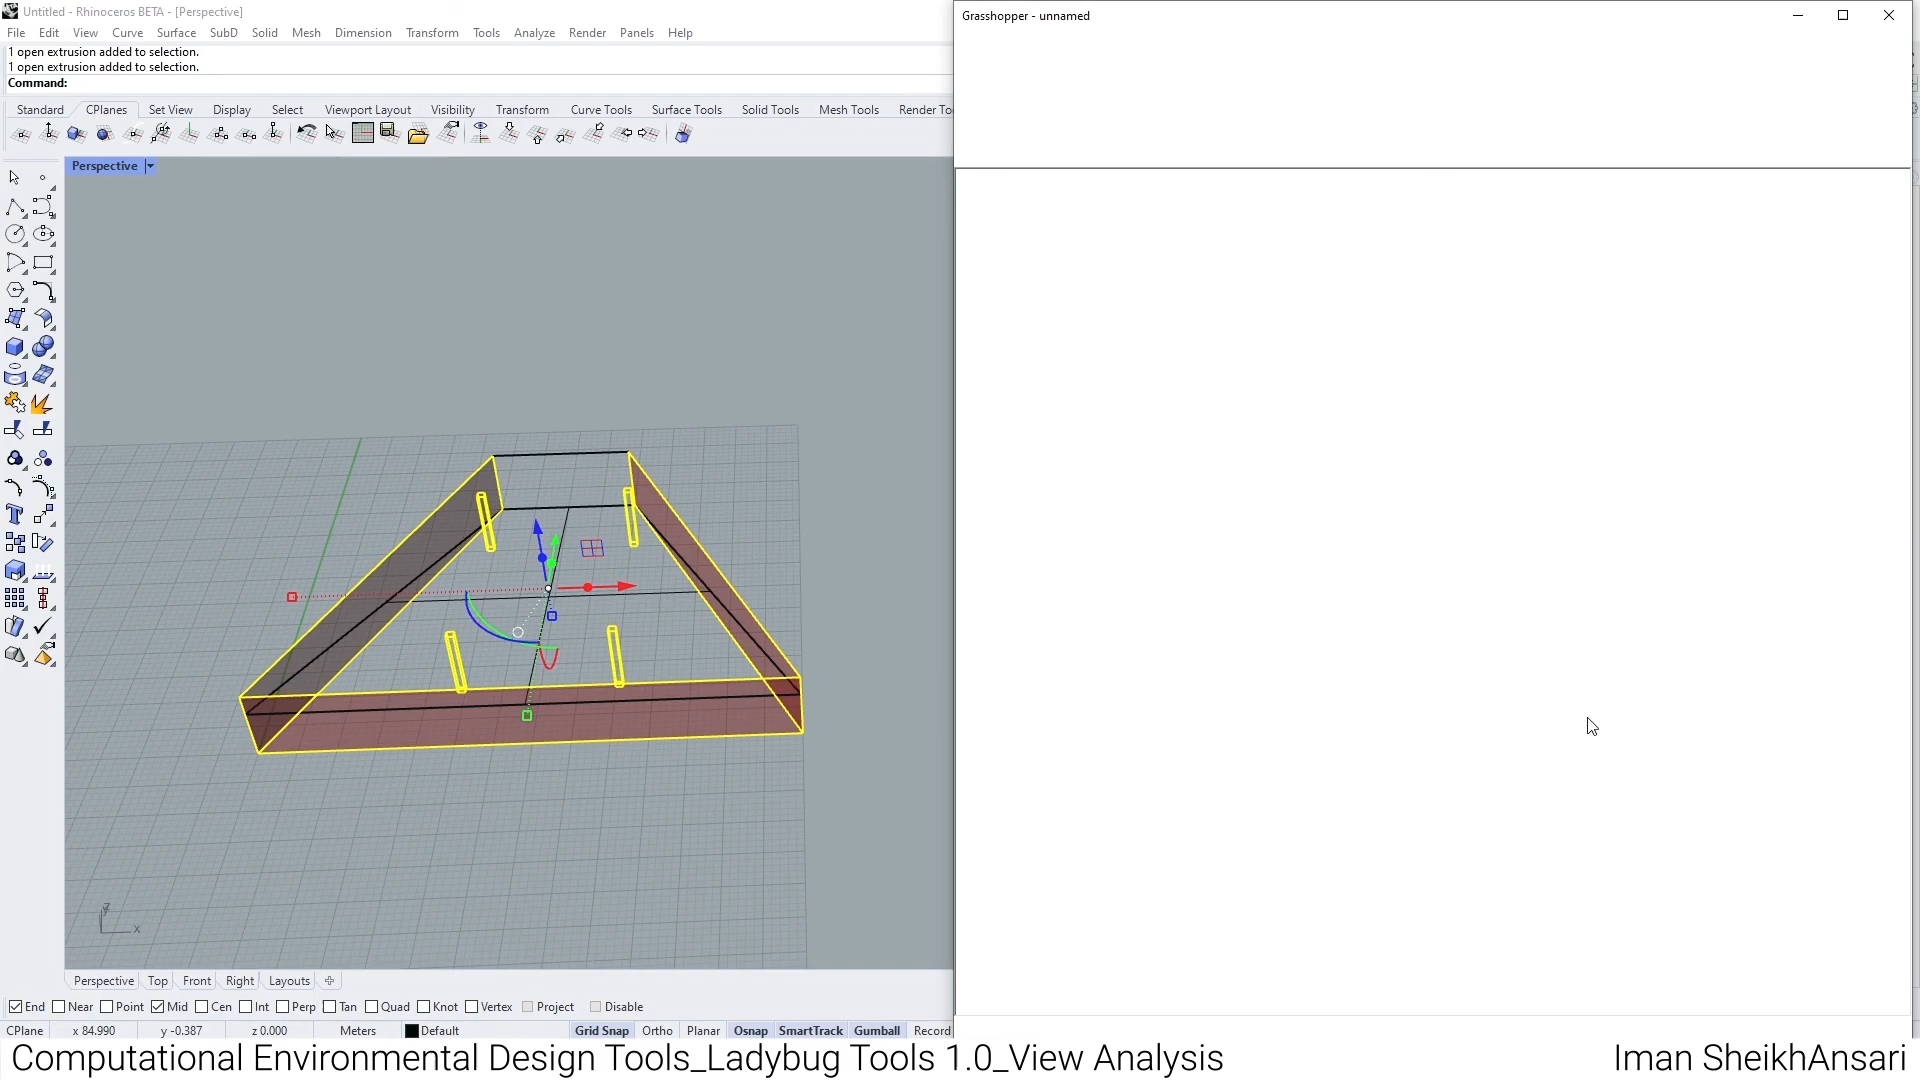 Untitled - Rhinoceros BETA - [Perspective]
File Edit View Curve Surface SubD Solid Mesh Dimension Transform Tools Analyze Render Panels Help
1 open extrusion added to selection.
1 open extrusion added to selection.
Command:
Standard CPlanes Set View Display Select Viewport Layout Visibility Transform Curve Tools Surface Tools Solid Tools Mesh Tools Render To
Perspective
z
x
Perspective Top Front Right Layouts
End Near Point Mid Cen Int Perp Tan Quad Knot Vertex Project Disable
CPlane x 84.990 y -0.387 z 0.000 Meters Default Grid Snap Ortho Planar Osnap SmartTrack Gumball Record
Grasshopper - unnamed
Computational Environmental Design Tools_Ladybug Tools 1.0_View Analysis
Iman SheikhAnsari